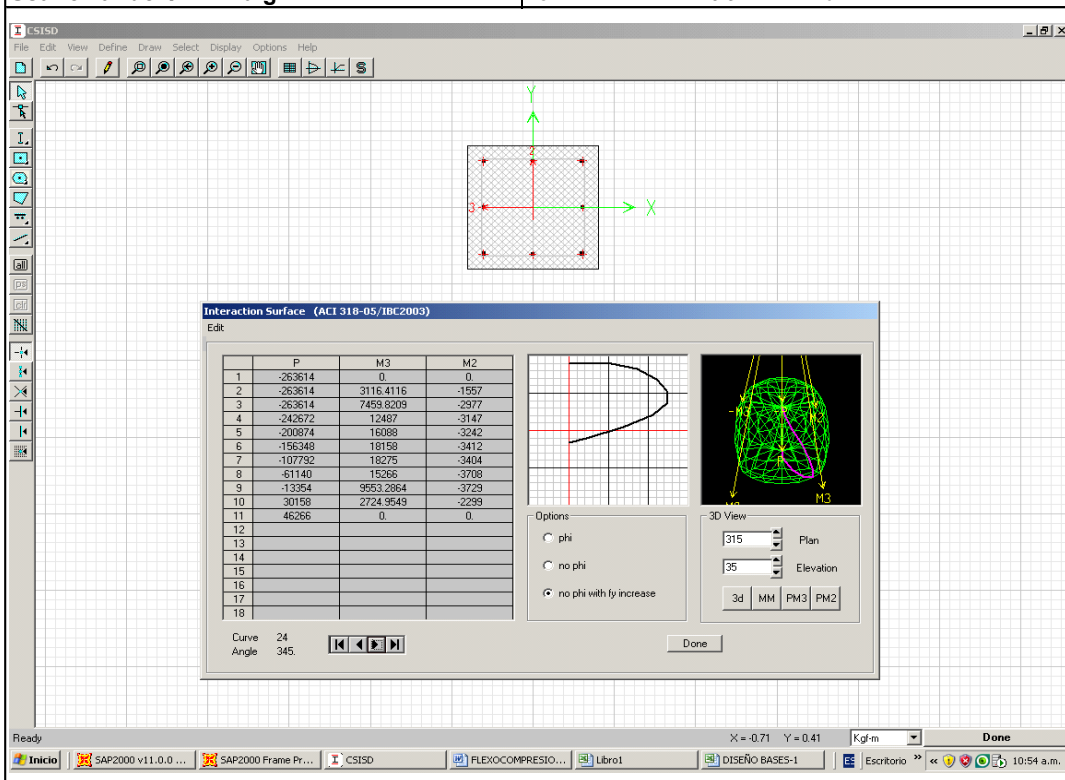 CSISD
File Edit View Define Draw Select Display Options Help
Y
2
3
X
Interaction Surface (ACI 318-05/IBC2003)
Edit
P M3 M2
1 -263614 0. 0.
2 -263614 3116.4116 -1557
3 -263614 7459.8209 -2977
4 -242672 12487 -3147
5 -200874 16088 -3242
6 -156348 18158 -3412
7 -107792 18275 -3404
8 -61140 15266 -3708
9 -13354 9553.2864 -3729
10 30158 2724.9549 -2299
11 46266 0. 0.
12
13
14
15
16
17
18
M3
Options
phi
no phi
no phi with fy increase
3D View
315 Plan
35 Elevation
3d MM PM3 PM2
Curve 24
Angle 345.
Done
all
ps
clr
Ready
X = -0.71 Y = 0.41
Kgf-m
Done
Inicio
SAP2000 v11.0.0 ...
SAP2000 Frame Pr...
CSISD
FLEXOCOMPRESIO...
Libro1
DISEÑO BASES-1
ES
Escritorio
10:54 a.m.